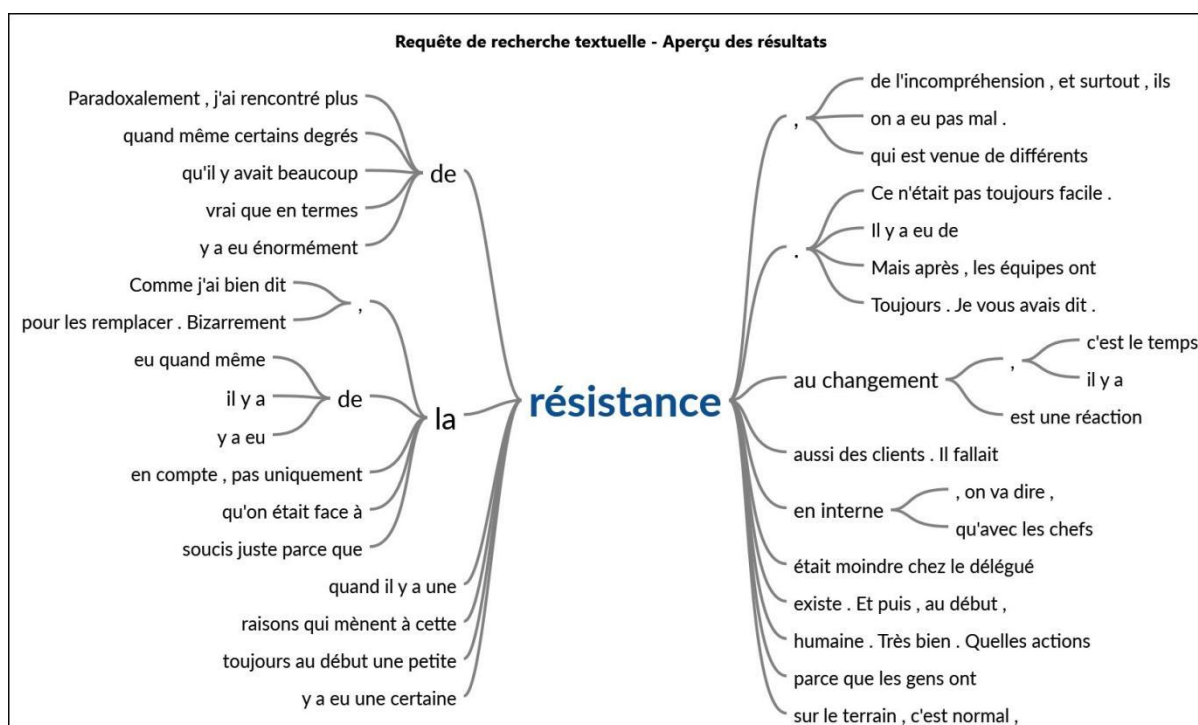 Requête de recherche textuelle - Aperçu des résultats
Paradoxalement , j'ai rencontré plus
quand même certains degrés
qu'il y avait beaucoup
vrai que en termes
y a eu énormément
de
Comme j'ai bien dit
pour les remplacer . Bizarrement
,
eu quand même
il y a
y a eu
de
en compte , pas uniquement
qu'on était face à
soucis juste parce que
la
quand il y a une
raisons qui mènent à cette
toujours au début une petite
y a eu une certaine
résistance
,
de l'incompréhension , et surtout , ils
on a eu pas mal .
qui est venue de différents
.
Ce n'était pas toujours facile .
Il y a eu de
Mais après , les équipes ont
Toujours . Je vous avais dit .
au changement
,
c'est le temps
il y a
est une réaction
aussi des clients . Il fallait
en interne
, on va dire ,
qu'avec les chefs
était moindre chez le délégué
existe . Et puis , au début ,
humaine . Très bien . Quelles actions
parce que les gens ont
sur le terrain , c'est normal ,